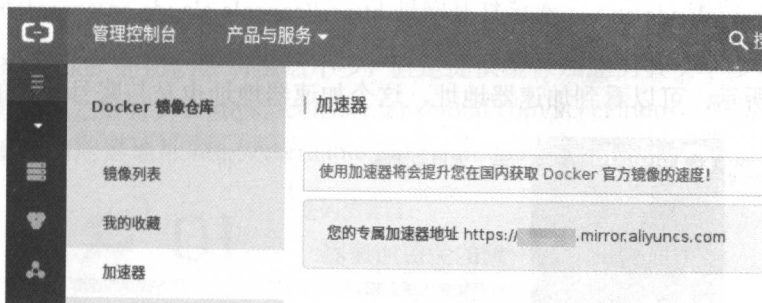 管理控制台 产品与服务
Docker 镜像仓库
加速器
镜像列表
使用加速器将会提升您在国内获取 Docker 官方镜像的速度!
我的收藏
您的专属加速器地址 https:// .mirror.aliyuncs.com
加速器